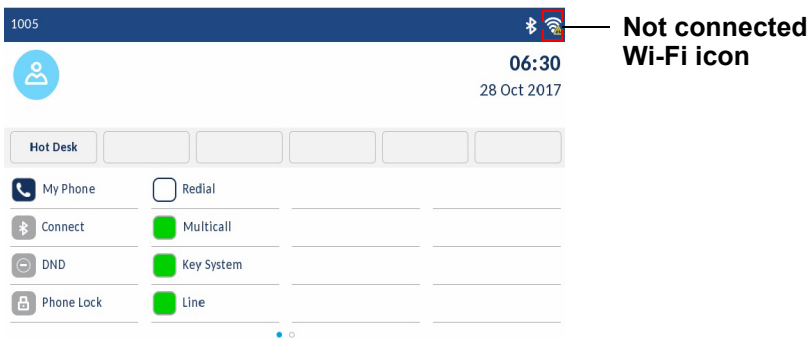 1005
Not connected
Wi-Fi icon
06:30
28 Oct 2017
Hot Desk
My Phone
Redial
Connect
Multicall
DND
Key System
Phone Lock
Line